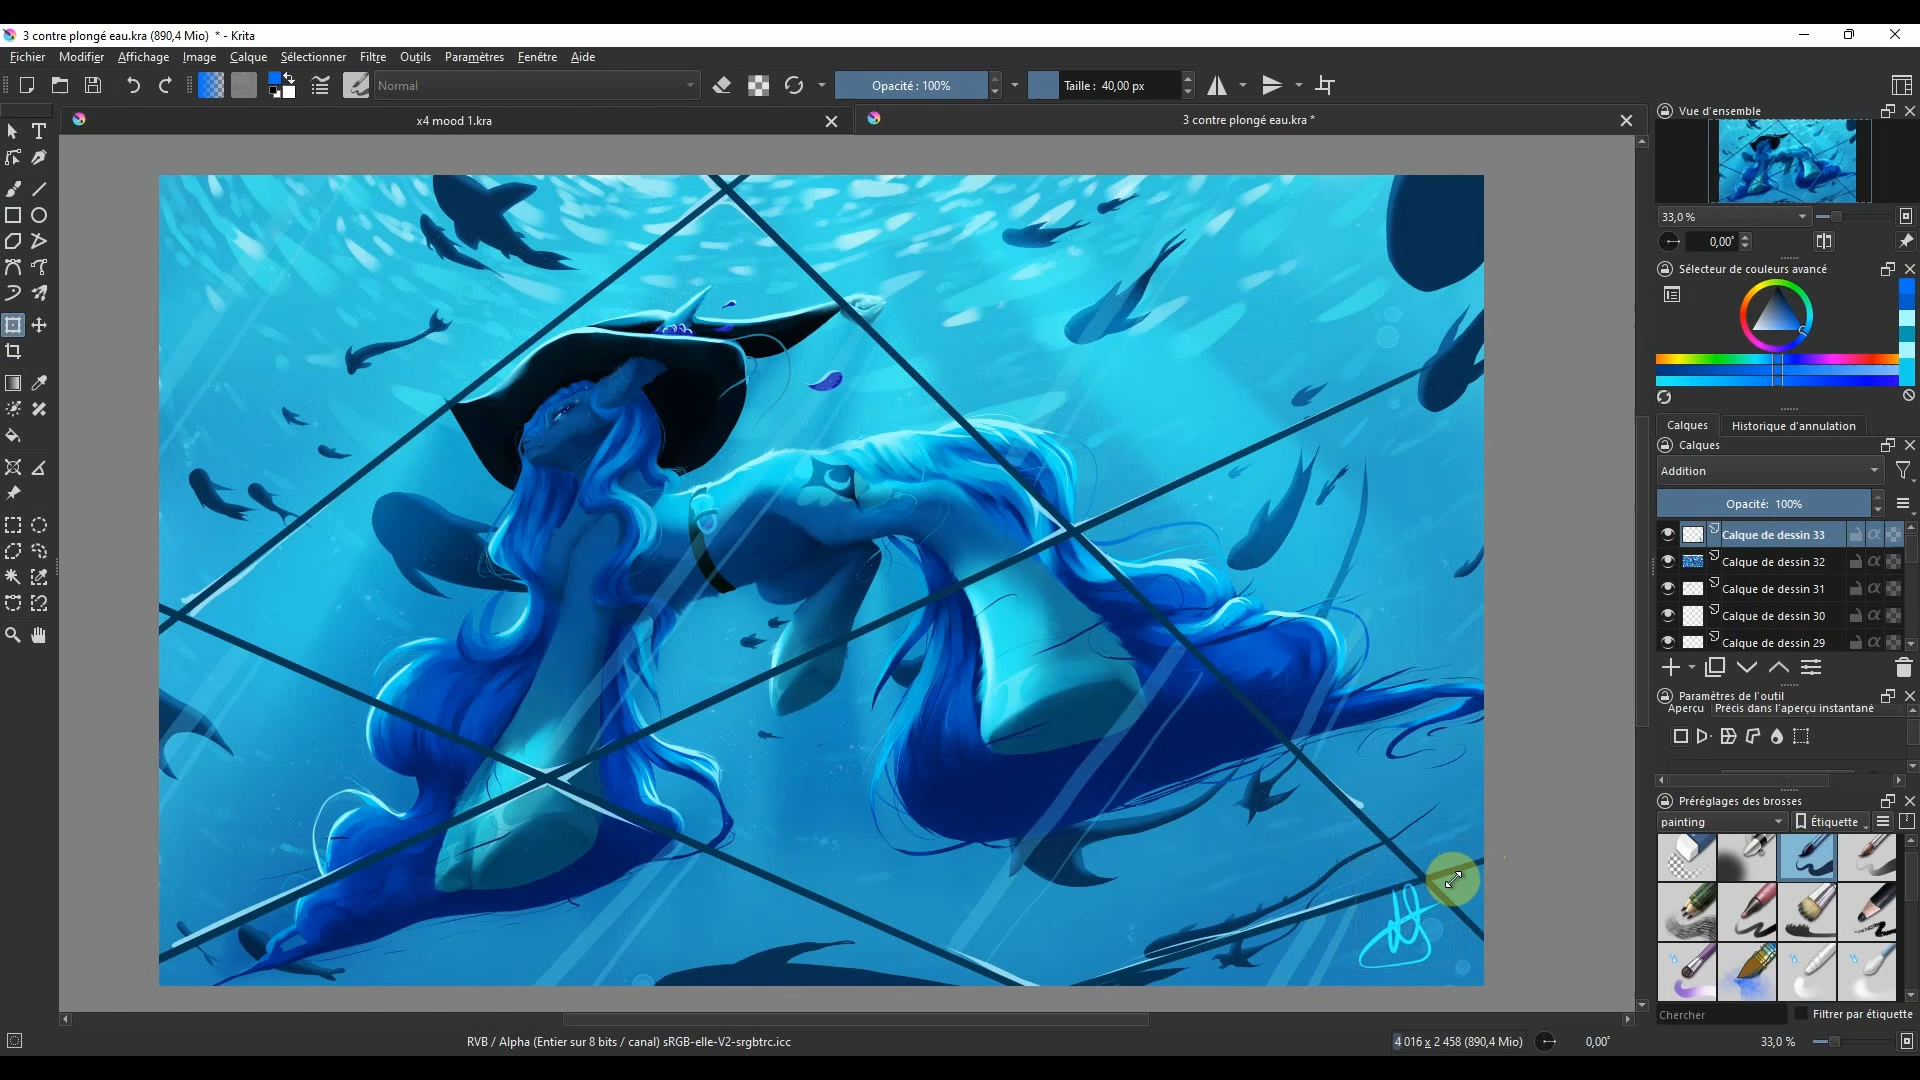 3 contre plongé eau.kra (890,4 Mio) * - Krita
Fichier Modifier Affichage Image Calque Sélectionner Filtre Outils Paramètres Fenêtre Aide
Normal Opacité : 100% Taille : 40,00 px
x4 mood 1.kra 3 contre plongé eau.kra *
Vue d'ensemble
33,0 %
0,00°
Sélecteur de couleurs avancé
Calques Historique d'annulation
Calques
Addition
Opacité: 100%
Calque de dessin 33
Calque de dessin 32
Calque de dessin 31
Calque de dessin 30
Calque de dessin 29
Paramètres de l'outil
Aperçu Précis dans l'aperçu instantané
Préréglages des brosses
painting Étiquette
Chercher Filtrer par étiquette
RVB / Alpha (Entier sur 8 bits / canal) sRGB-elle-V2-srgbtrc.icc 4 016 x 2 458 (890,4 Mio) 0,00° 33,0 %